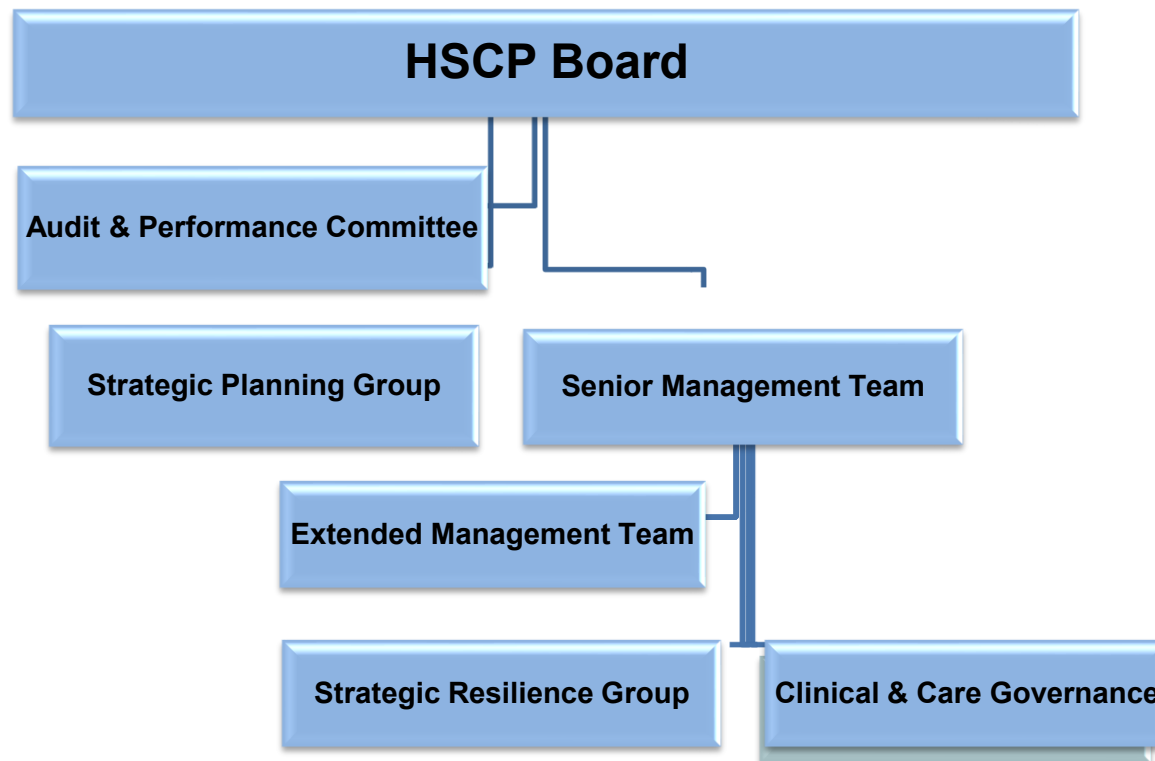 HSCP Board
Audit & Performance Committee
Strategic Planning Group
Senior Management Team
Extended Management Team
Strategic Resilience Group
Clinical & Care Governance